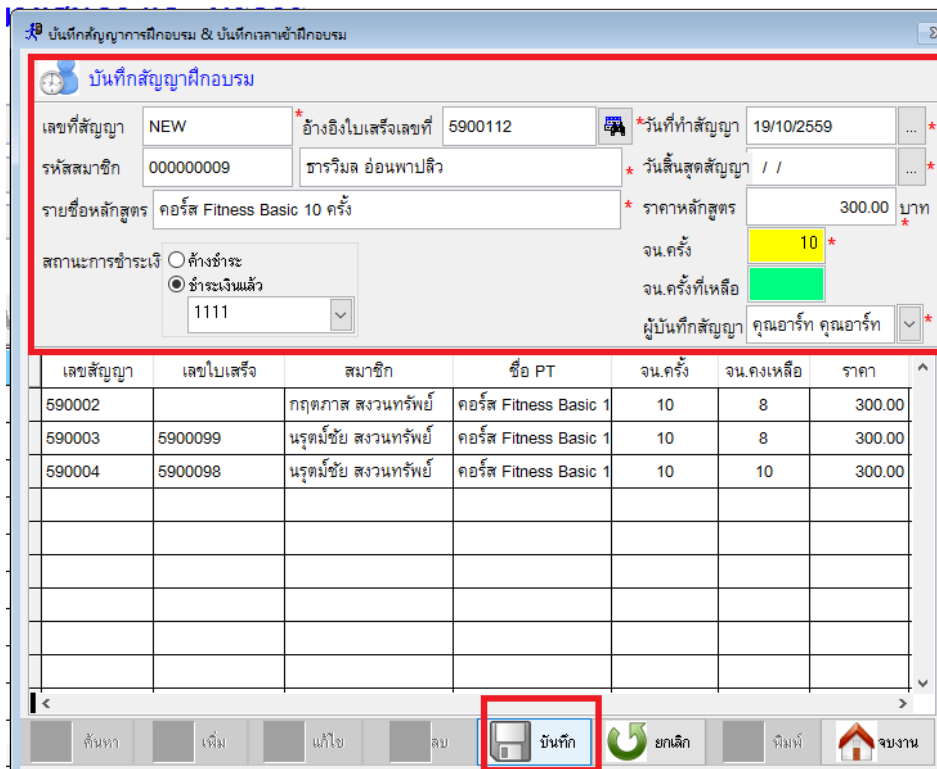 บันทึกสัญญาการฝึกอบรม & บันทึกเวลาเข้าฝึกอบรม
บันทึกสัญญาฝึกอบรม
เลขที่สัญญา NEW * อ้างอิงใบเสร็จเลขที่ 5900112 *วันที่ทำสัญญา 19/10/2559 ... *
รหัสสมาชิก 000000009 ธารวิมล อ่อนพาปลิว * วันสิ้นสุดสัญญา / / ... *
รายชื่อหลักสูตร คอร์ส Fitness Basic 10 ครั้ง * ราคาหลักสูตร 300.00 บาท *
จน.ครั้ง 10 *
สถานะการชำระเงิ ค้างชำระ
ชำระเงินแล้ว จน.ครั้งที่เหลือ
1111
ผู้บันทึกสัญญา คุณอาร์ท คุณอาร์ท *
เลขสัญญา เลขใบเสร็จ สมาชิก ชื่อ PT จน.ครั้ง จน.คงเหลือ ราคา
590002 กฤตภาส สงวนทรัพย์ คอร์ส Fitness Basic 1 10 8 300.00
590003 5900099 นรุตม์ชัย สงวนทรัพย์ คอร์ส Fitness Basic 1 10 8 300.00
590004 5900098 นรุตม์ชัย สงวนทรัพย์ คอร์ส Fitness Basic 1 10 10 300.00
ค้นหา เพิ่ม แก้ไข ลบ บันทึก ยกเลิก พิมพ์ จบงาน